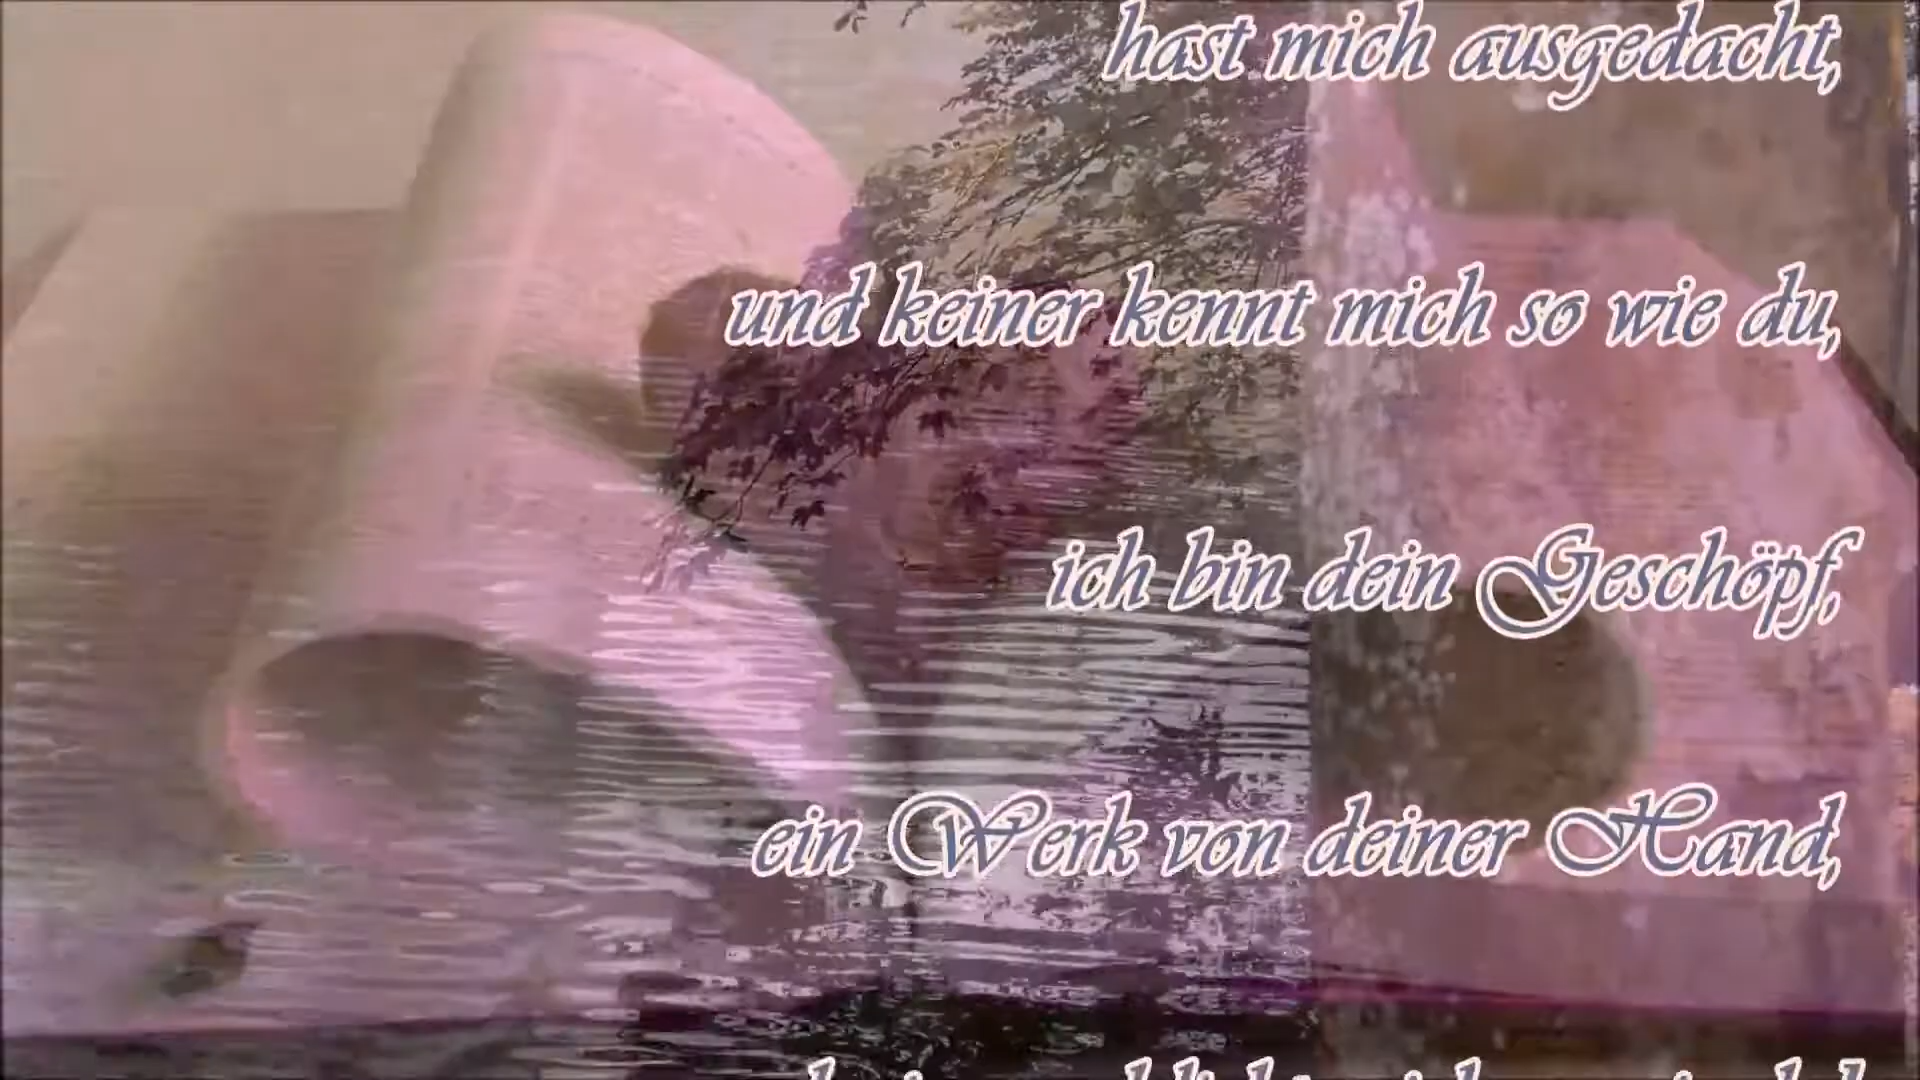 hast mich ausgedacht,
und keiner kennt mich so wie du,
ich bin dein Geschöpf,
ein Werk von deiner Hand,